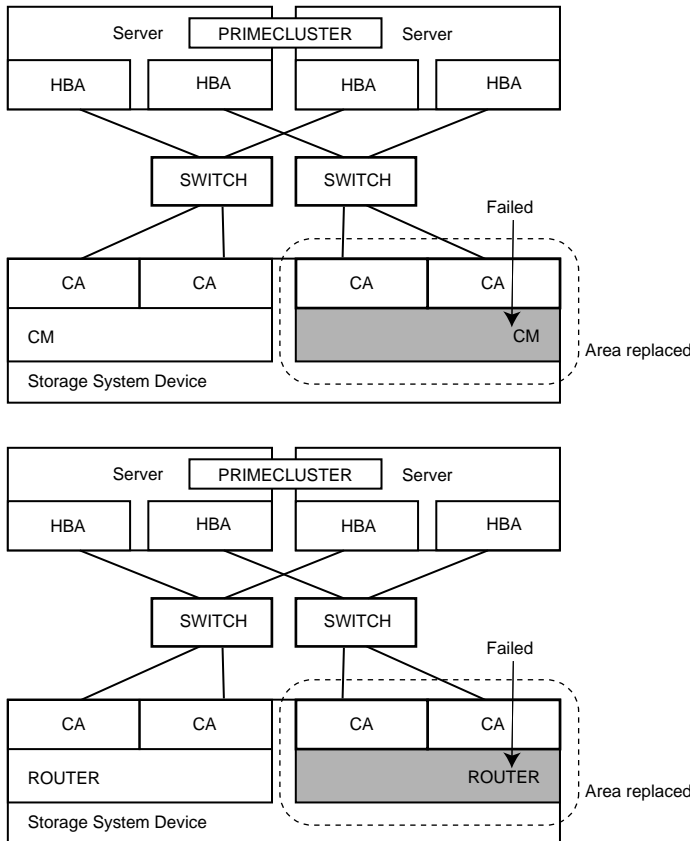 Server PRIMECLUSTER Server
HBA HBA HBA HBA
SWITCH SWITCH
Failed
CA CA CA CA
CM CM
Area replaced
Storage System Device
Server PRIMECLUSTER Server
HBA HBA HBA HBA
SWITCH SWITCH
Failed
CA CA CA CA
ROUTER ROUTER
Area replaced
Storage System Device